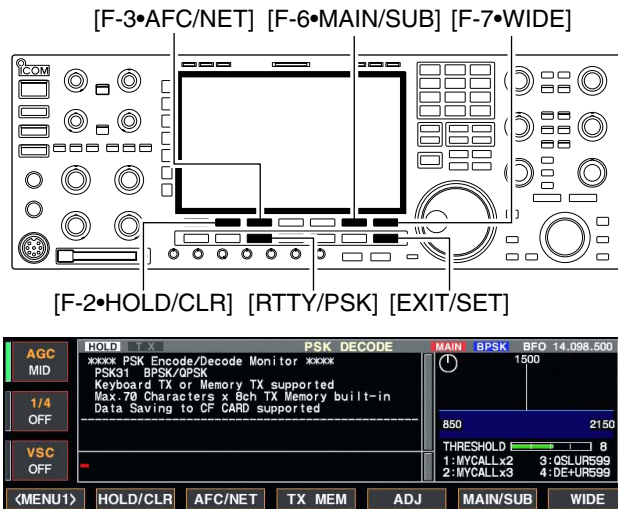 [F-3•AFC/NET] [F-6•MAIN/SUB] [F-7•WIDE]
ICOM
[F-2•HOLD/CLR] [RTTY/PSK] [EXIT/SET]
HOLD TX PSK DECODE MAIN BPSK BFO 14.098.500
AGC
MID
1/4
OFF
VSC
OFF
**** PSK Encode/Decode Monitor ****
PSK31 BPSK/QPSK
Keyboard TX or Memory TX supported
Max.70 Characters x 8ch TX Memory built-in
Data Saving to CF CARD supported
1500
850 2150
THRESHOLD 8
1:MYCALLx2 3:QSLUR599
2:MYCALLx3 4:DE+UR599
<MENU1> HOLD/CLR AFC/NET TX MEM ADJ MAIN/SUB WIDE